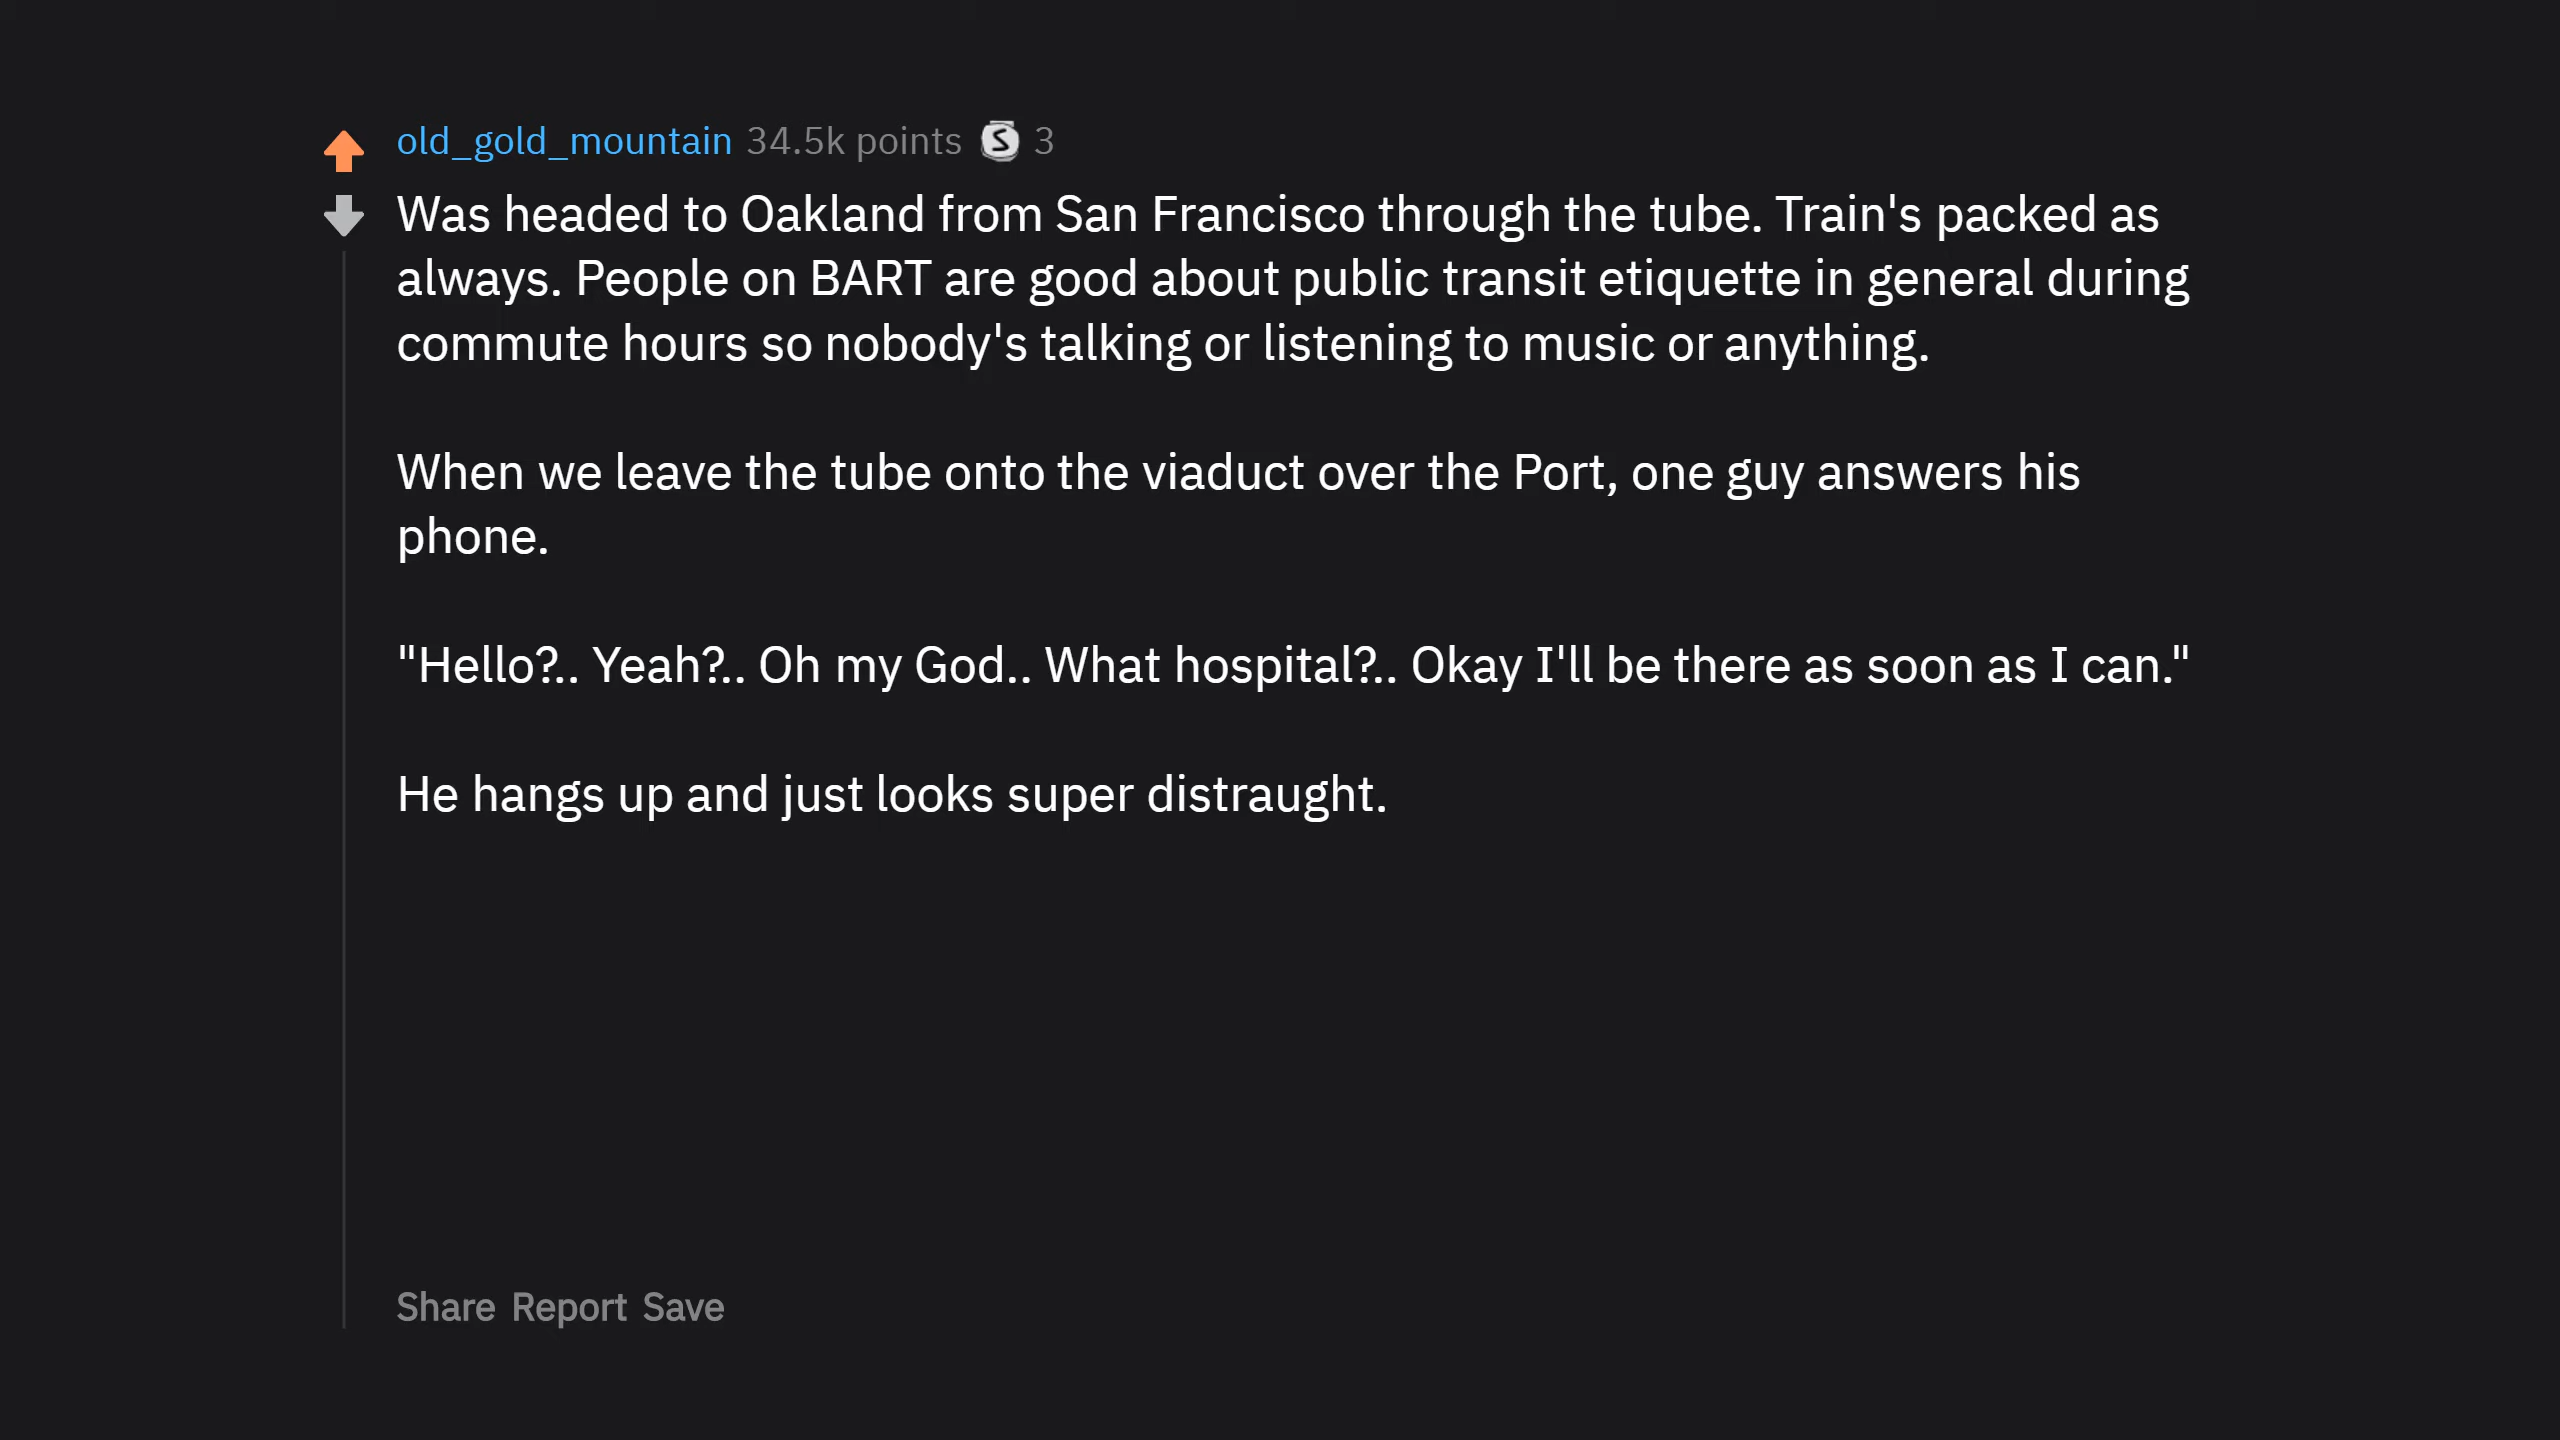 old_gold_mountain 34.5k points S 3
Was headed to Oakland from San Francisco through the tube. Train's packed as
always. People on BART are good about public transit etiquette in general during
commute hours so nobody's talking or listening to music or anything.
When we leave the tube onto the viaduct over the Port, one guy answers his
phone.
"Hello?.. Yeah?.. Oh my God.. What hospital?.. Okay I'll be there as soon as I can."
He hangs up and just looks super distraught.
Share Report Save